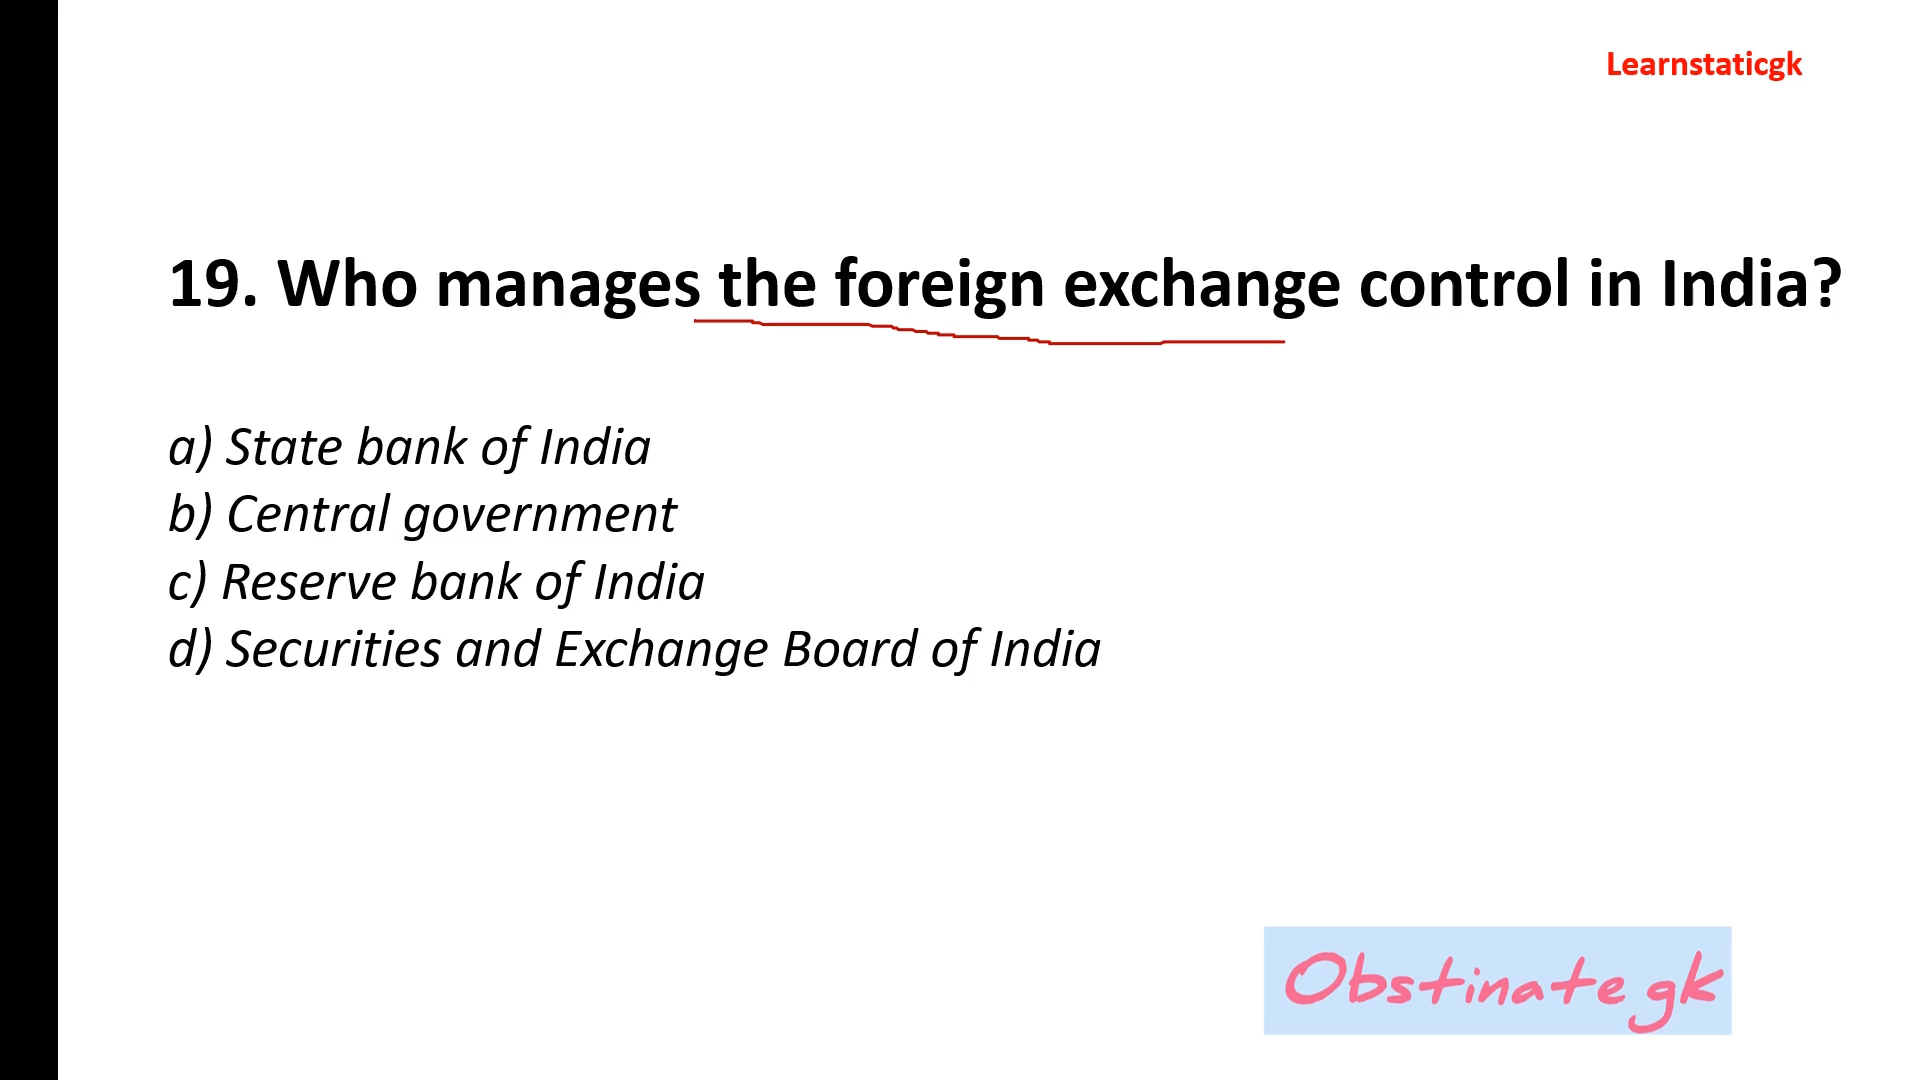 Learnstaticgk
19. Who manages the foreign exchange control in India?
a) State bank of India
b) Central government
c) Reserve bank of India
d) Securities and Exchange Board of India
Obstinate gk